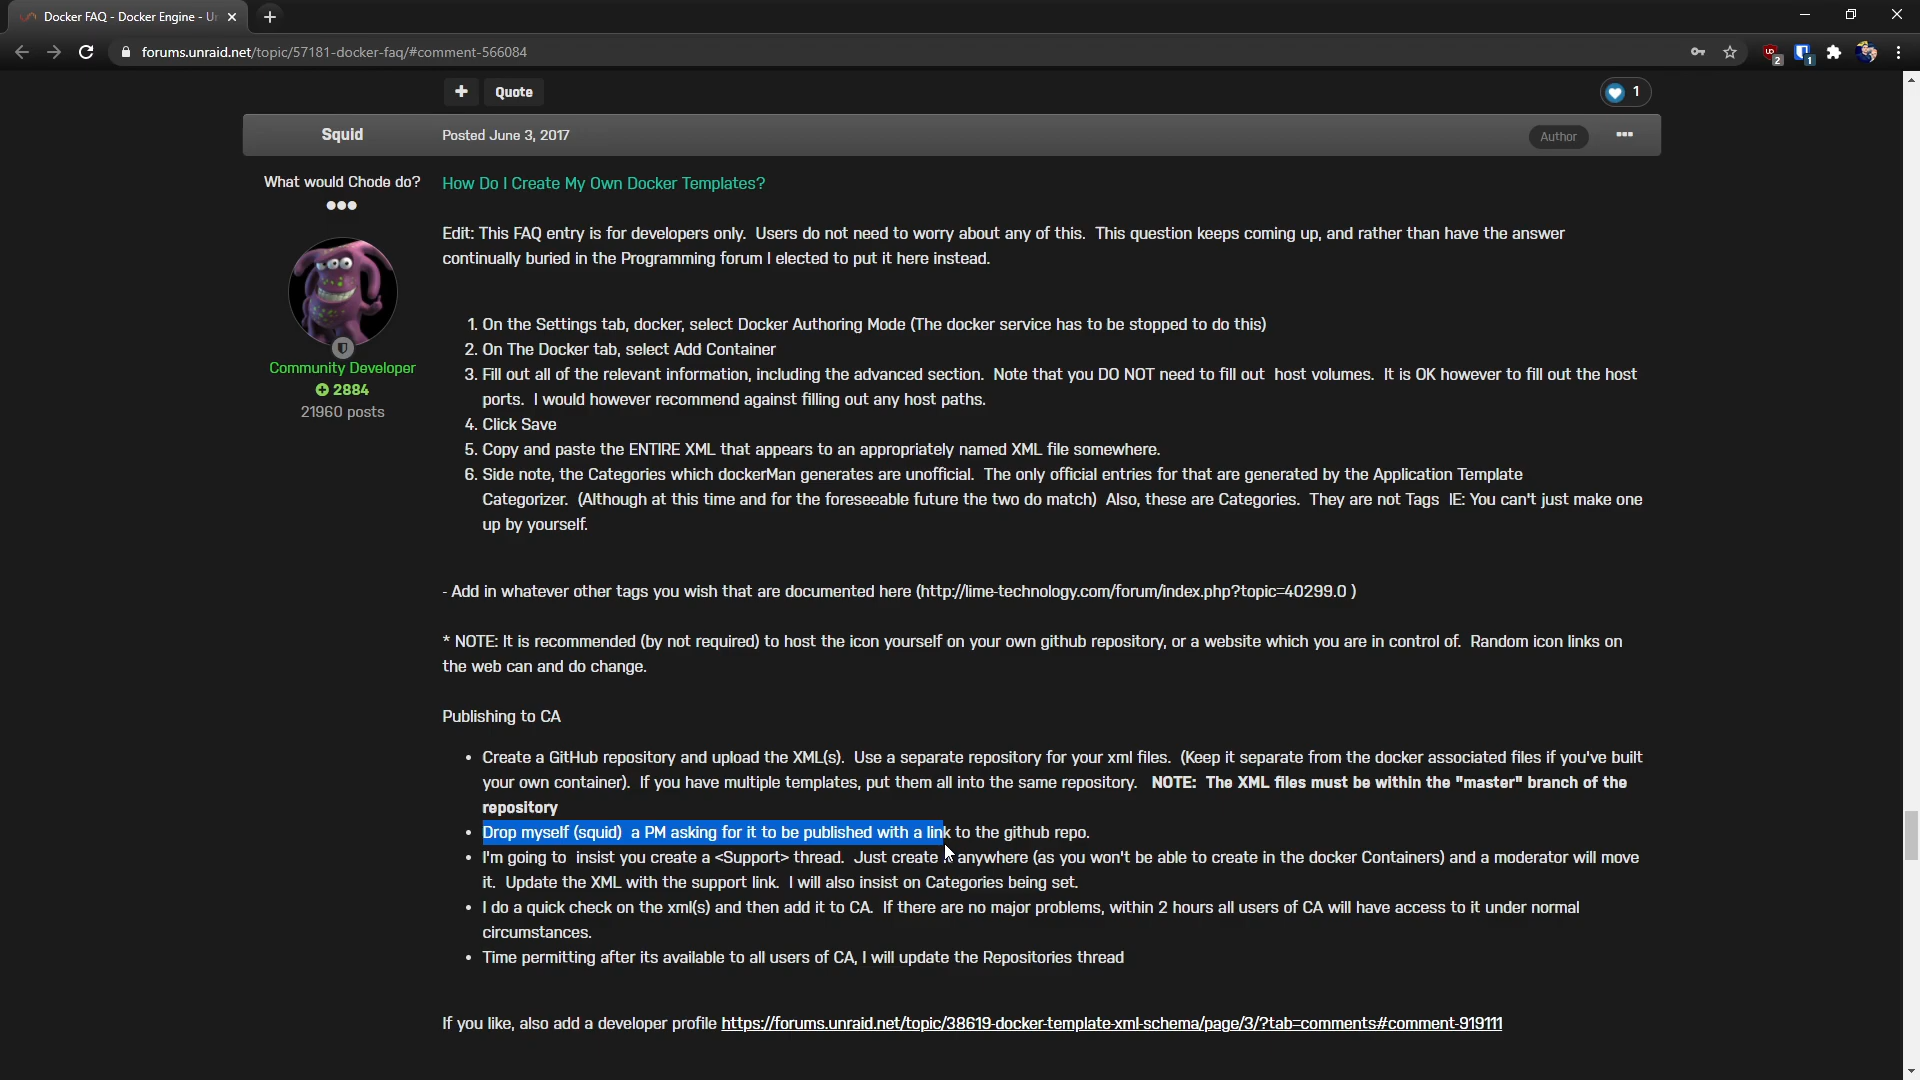 Docker FAQ - Docker Engine - Un
forums.unraid.net/topic/57181-docker-faq/#comment-566084
2
1
+ Quote
1
Squid
Posted June 3, 2017
Author
What would Chode do?
How Do I Create My Own Docker Templates?
Edit: This FAQ entry is for developers only. Users do not need to worry about any of this. This question keeps coming up, and rather than have the answer
continually buried in the Programming forum I elected to put it here instead.
Community Developer
2884
21960 posts
1. On the Settings tab, docker, select Docker Authoring Mode (The docker service has to be stopped to do this)
2. On The Docker tab, select Add Container
3. Fill out all of the relevant information, including the advanced section. Note that you DO NOT need to fill out host volumes. It is OK however to fill out the host
ports. I would however recommend against filling out any host paths.
4. Click Save
5. Copy and paste the ENTIRE XML that appears to an appropriately named XML file somewhere.
6. Side note, the Categories which dockerMan generates are unofficial. The only official entries for that are generated by the Application Template
Categorizer. (Although at this time and for the foreseeable future the two do match) Also, these are Categories. They are not Tags IE: You can't just make one
up by yourself.
- Add in whatever other tags you wish that are documented here (http://lime-technology.com/forum/index.php?topic=40299.0 )
* NOTE: It is recommended (by not required) to host the icon yourself on your own github repository, or a website which you are in control of. Random icon links on
the web can and do change.
Publishing to CA
• Create a GitHub repository and upload the XML(s). Use a separate repository for your xml files. (Keep it separate from the docker associated files if you've built
your own container). If you have multiple templates, put them all into the same repository. NOTE: The XML files must be within the "master" branch of the
repository
• Drop myself (squid) a PM asking for it to be published with a link to the github repo.
• I'm going to insist you create a <Support> thread. Just create anywhere (as you won't be able to create in the docker Containers) and a moderator will move
it. Update the XML with the support link. I will also insist on Categories being set.
• I do a quick check on the xml(s) and then add it to CA. If there are no major problems, within 2 hours all users of CA will have access to it under normal
circumstances.
• Time permitting after its available to all users of CA, I will update the Repositories thread
If you like, also add a developer profile https://forums.unraid.net/topic/38619-docker-template-xml-schema/page/3/?tab=comments#comment-919111